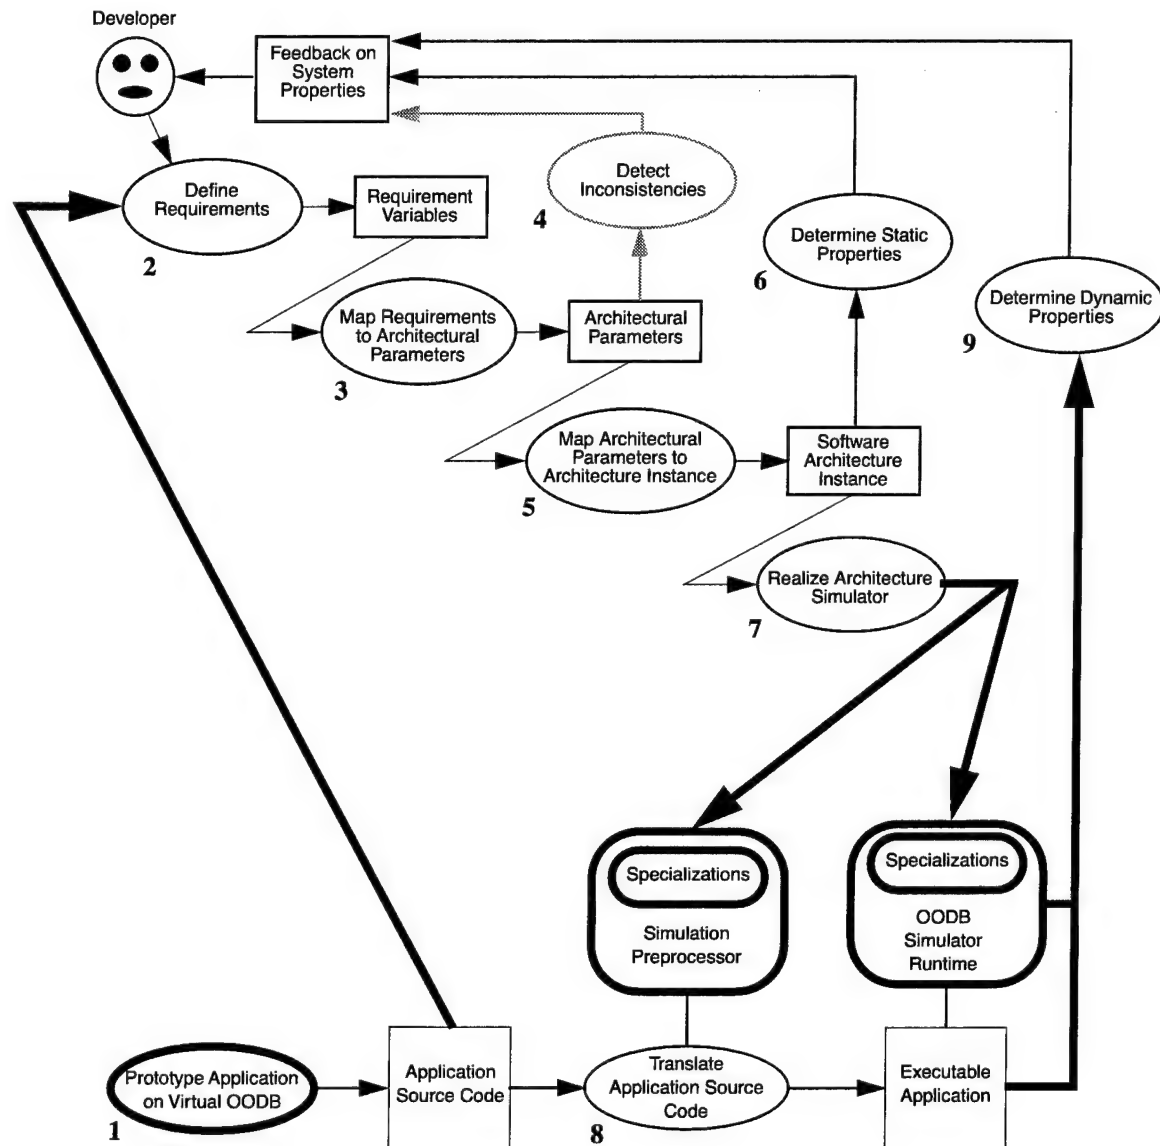 Developer
Feedback on
System
Properties
Define
Requirements
2
Requirement
Variables
Detect
Inconsistencies
4
Determine Static
Properties
6
Determine Dynamic
Properties
9
Map Requirements
to Architectural
Parameters
3
Architectural
Parameters
Map Architectural
Parameters to
Architecture Instance
5
Software
Architecture
Instance
Realize Architecture
Simulator
7
Specializations
Simulation
Preprocessor
Specializations
OODB
Simulator
Runtime
Prototype Application
on Virtual OODB
1
Application
Source Code
Translate
Application Source
Code
8
Executable
Application